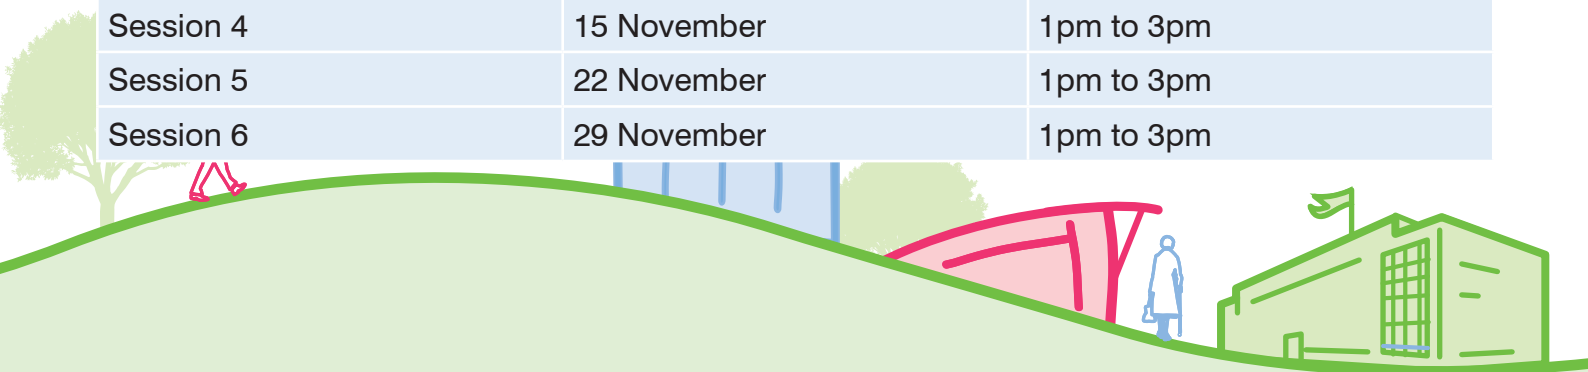 Session 4 15 November 1pm to 3pm
Session 5 22 November 1pm to 3pm
Session 6 29 November 1pm to 3pm